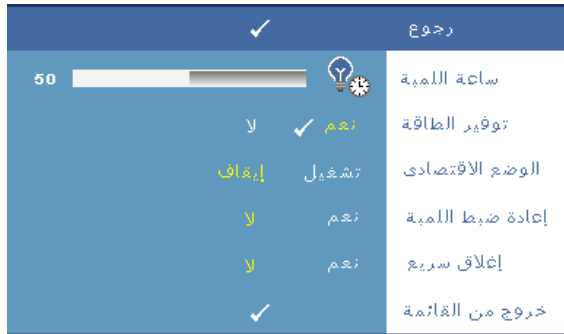 رجوع
ساعة اللمبة 50
توفير الطاقة نعم لا
الوضع الاقتصادى تشغيل إيقاف
إعادة ضبط اللمبة نعم لا
إغلاق سريع نعم لا
خروج من القائمة